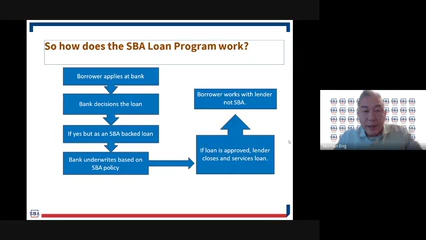 So how does the SBA Loan Program work?
Borrower applies at bank
Bank decisions the loan
If yes but as an SBA backed loan
Bank underwrites based on
SBA policy
Borrower works with lender
not SBA.
If loan is approved, lender
closes and services loan.
SBA